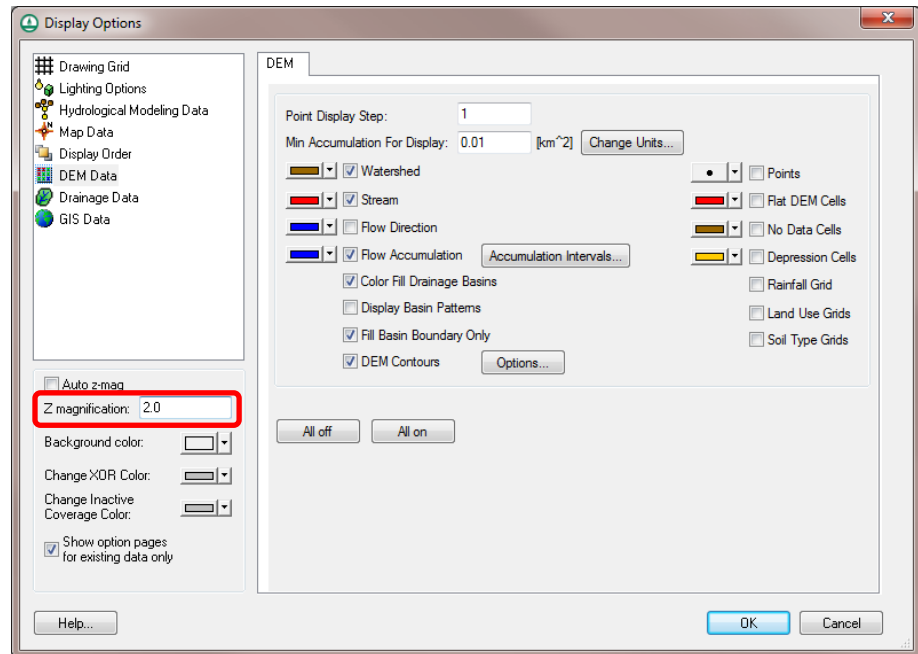 Display Options
Drawing Grid
Lighting Options
Hydrological Modeling Data
Map Data
Display Order
DEM Data
Drainage Data
GIS Data
Auto z-mag
Z magnification: 2.0
Background color:
Change XOR Color:
Change Inactive
Coverage Color:
Show option pages
for existing data only
DEM
Point Display Step: 1
Min Accumulation For Display: 0.01 [km^2] Change Units...
Watershed
Stream
Flow Direction
Flow Accumulation Accumulation Intervals...
Color Fill Drainage Basins
Display Basin Patterns
Fill Basin Boundary Only
DEM Contours Options...
Points
Flat DEM Cells
No Data Cells
Depression Cells
Rainfall Grid
Land Use Grids
Soil Type Grids
All off All on
Help... OK Cancel